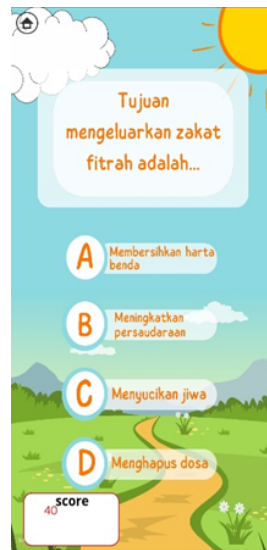 Tujuan
mengeluarkan zakat
fitrah adalah...
A
Membersihkan harta
benda
B
Meningkatkan
persaudaraan
C
Menyucikan jiwa
D
Menghapus dosa
score
40